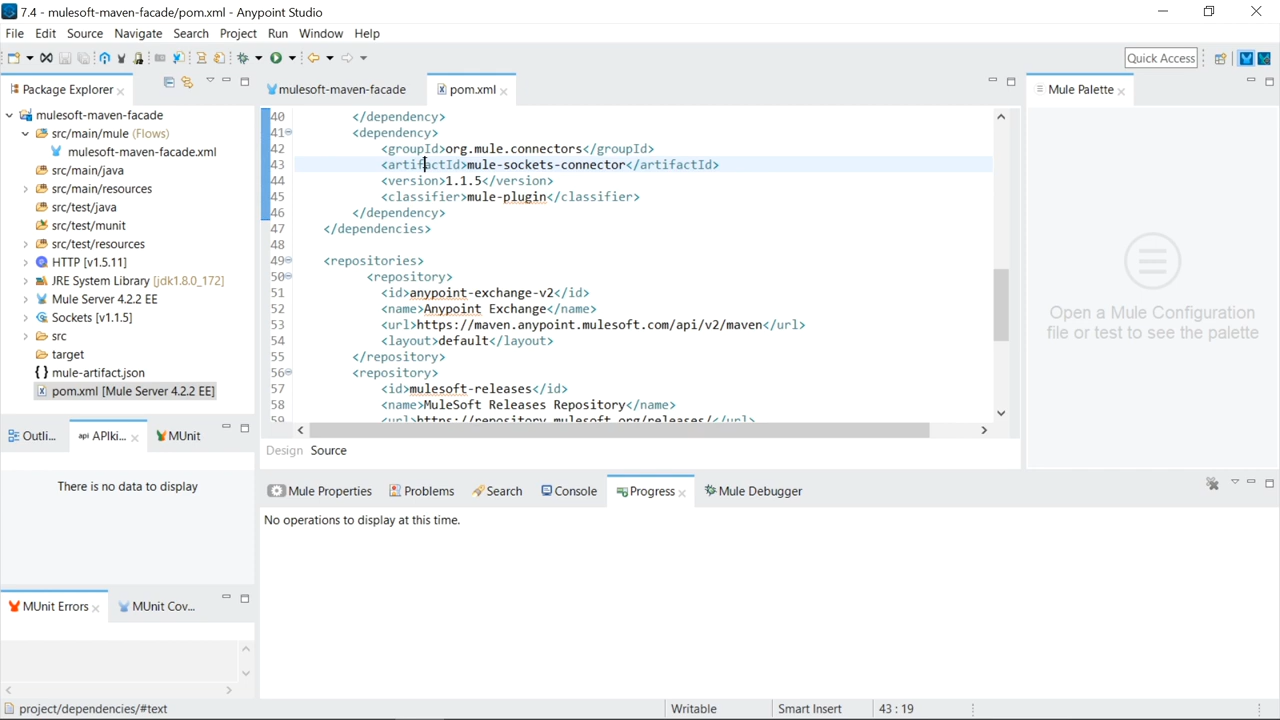 7.4 - mulesoft-maven-facade/pom.xml - Anypoint Studio
File Edit Source Navigate Search Project Run Window Help
Quick Access
Package Explorer
mulesoft-maven-facade
src/main/mule (Flows)
mulesoft-maven-facade.xml
src/main/java
src/main/resources
src/test/java
src/test/munit
src/test/resources
HTTP [v1.5.11]
JRE System Library [jdk1.8.0_172]
Mule Server 4.2.2 EE
Sockets [v1.1.5]
src
target
mule-artifact.json
pom.xml [Mule Server 4.2.2 EE]
mulesoft-maven-facade pom.xml
40 </dependency>
41 <dependency>
42 <groupId>org.mule.connectors</groupId>
43 <artifactId>mule-sockets-connector</artifactId>
44 <version>1.1.5</version>
45 <classifier>mule-plugin</classifier>
46 </dependency>
47 </dependencies>
48
49 <repositories>
50 <repository>
51 <id>anypoint-exchange-v2</id>
52 <name>Anypoint Exchange</name>
53 <url>https://maven.anypoint.mulesoft.com/api/v2/maven</url>
54 <layout>default</layout>
55 </repository>
56 <repository>
57 <id>mulesoft-releases</id>
58 <name>MuleSoft Releases Repository</name>
59 <url>https://repository.mulesoft.org/releases/</url>
Design Source
Mule Palette
Open a Mule Configuration
file or test to see the palette
Outli... api APIki... MUnit
There is no data to display
MUnit Errors MUnit Cov...
Mule Properties Problems Search Console Progress Mule Debugger
No operations to display at this time.
project/dependencies/#text Writable Smart Insert 43 : 19